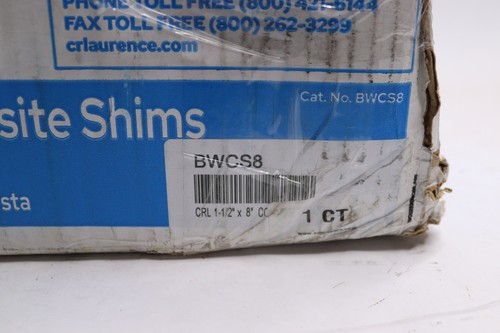 PHONE TOLL FREE (800) 421-6144
FAX TOLL FREE (800) 262-3299
crlaurence.com
Cat. No. BWCS8
site Shims
BWCS8
sta
CRL 1-1/2" x 8" CO
1 CT